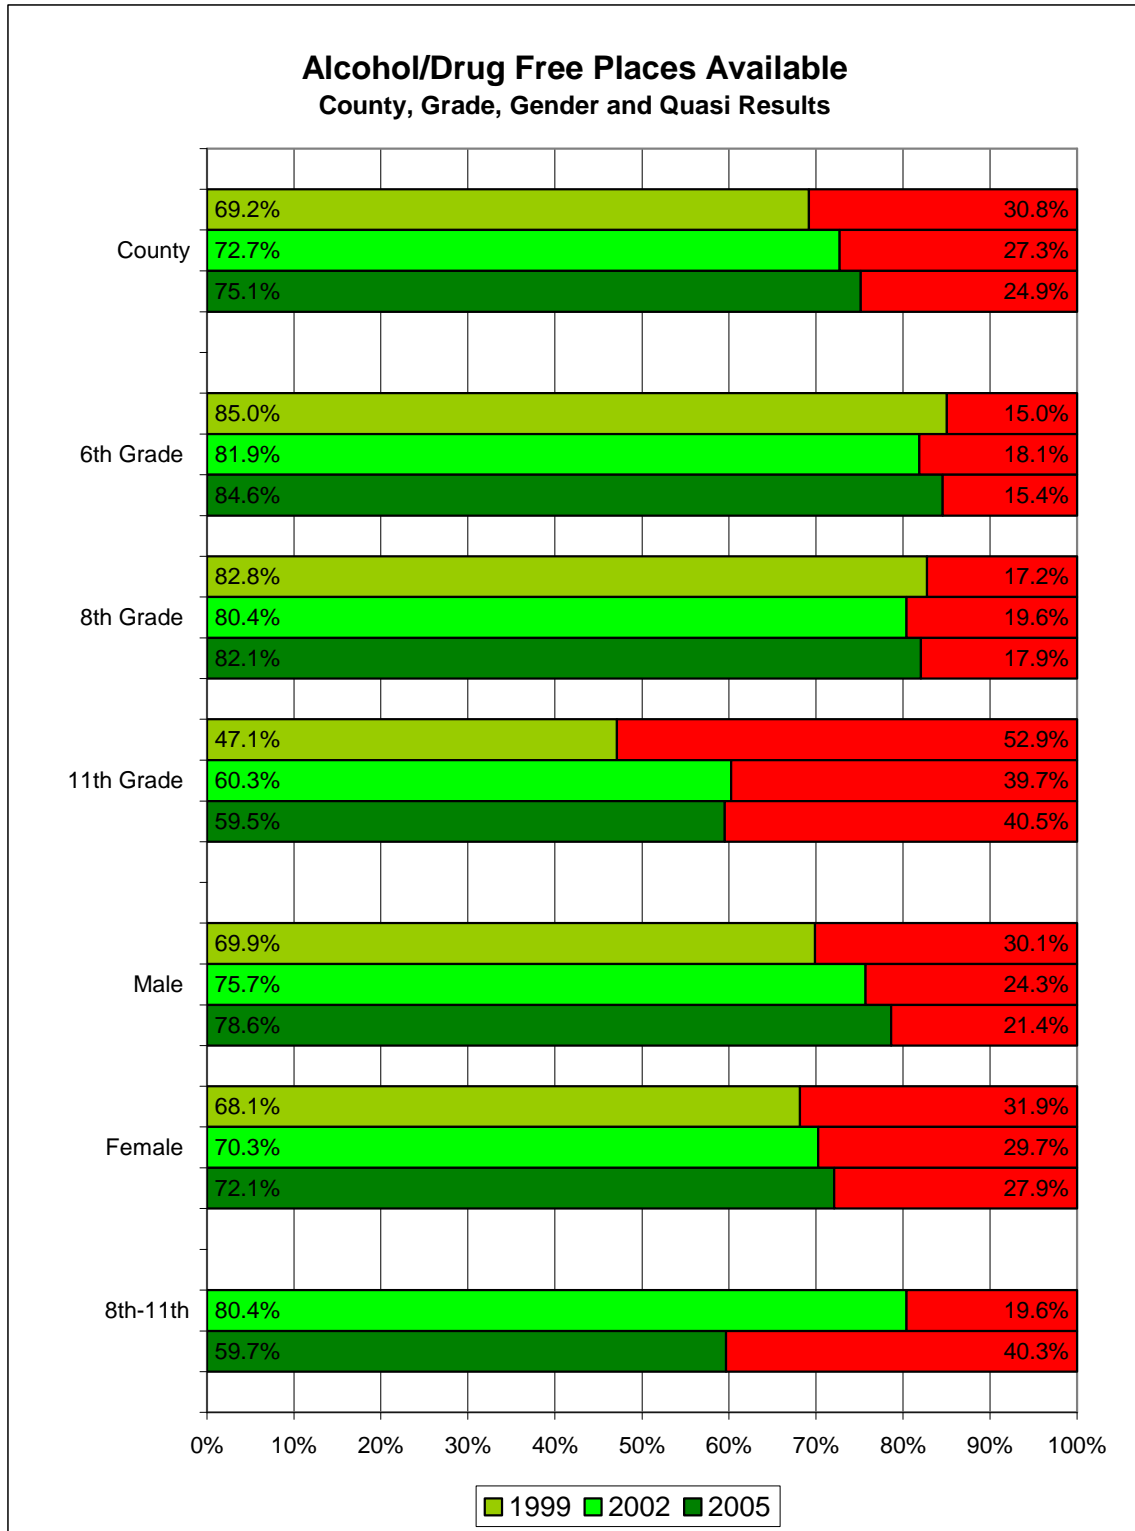 Alcohol/Drug Free Places Available
County, Grade, Gender and Quasi Results
69.2% 30.8%
County 72.7% 27.3%
75.1% 24.9%
85.0% 15.0%
6th Grade 81.9% 18.1%
84.6% 15.4%
82.8% 17.2%
8th Grade 80.4% 19.6%
82.1% 17.9%
47.1% 52.9%
11th Grade 60.3% 39.7%
59.5% 40.5%
69.9% 30.1%
Male 75.7% 24.3%
78.6% 21.4%
68.1% 31.9%
Female 70.3% 29.7%
72.1% 27.9%
8th-11th 80.4% 19.6%
59.7% 40.3%
0% 10% 20% 30% 40% 50% 60% 70% 80% 90% 100%
1999 2002 2005